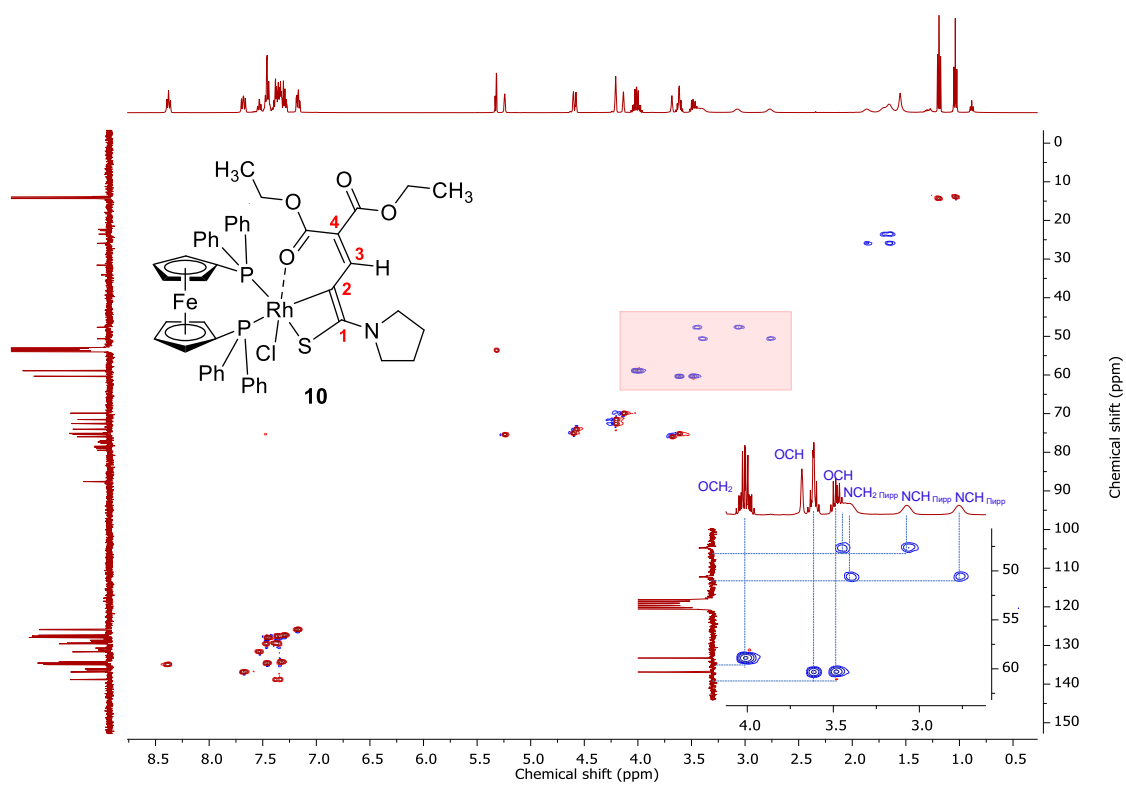 H3C
O
CH3
O
O
O
4
3
H
2
1
O
Ph
Ph
P
Fe
Rh
P
Cl
S
N
Ph
Ph
10
OCH2
OCH
OCH
NCH2 Пирр
NCH Пирр
NCH Пирр
50
55
60
4.0
3.5
3.0
0
10
20
30
40
50
60
70
80
90
100
110
120
130
140
150
Chemical shift (ppm)
8.5
8.0
7.5
7.0
6.5
6.0
5.5
5.0
4.5
4.0
3.5
3.0
2.5
2.0
1.5
1.0
0.5
Chemical shift (ppm)